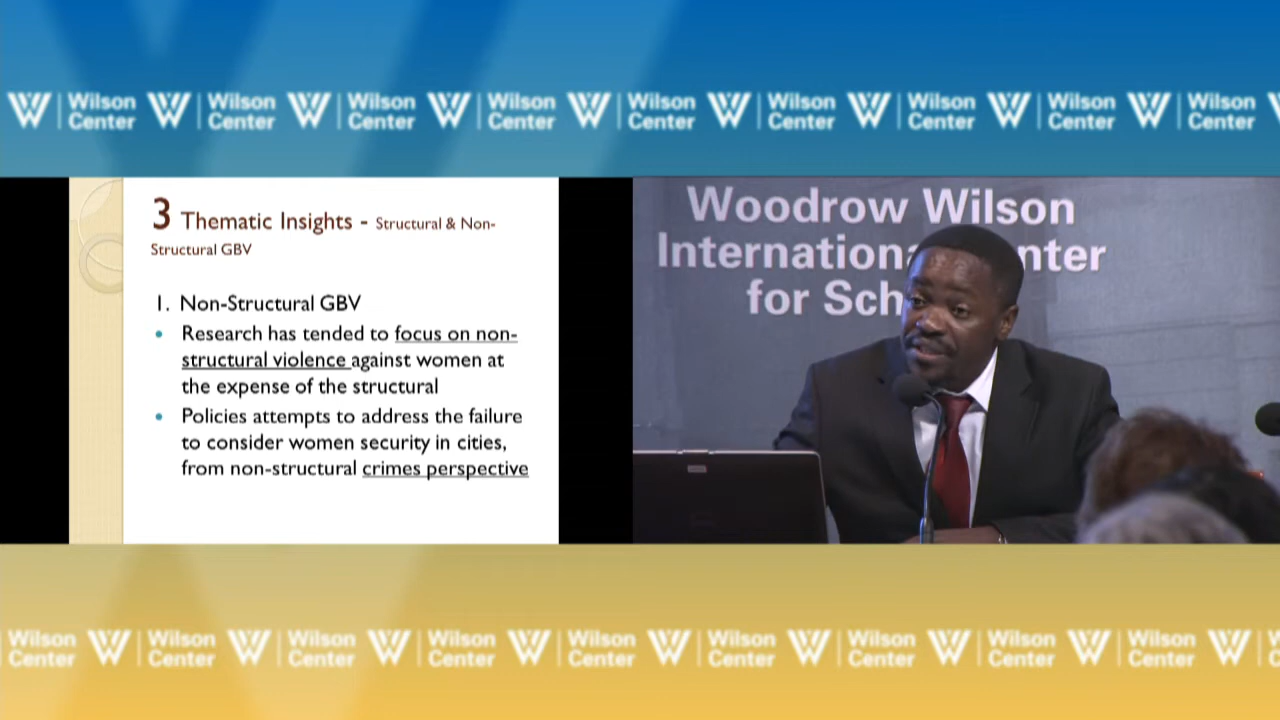 Wilson Center Wilson Center Wilson Center Wilson Center Wilson Center Wilson Center Wilson Center Wilson Center Wilson Center
3 Thematic Insights - Structural & Non-
Structural GBV
1. Non-Structural GBV
• Research has tended to focus on non-
structural violence against women at
the expense of the structural
• Policies attempts to address the failure
to consider women security in cities,
from non-structural crimes perspective
Woodrow Wilson
International Center
for Sch
Wilson Center Wilson Center Wilson Center Wilson Center Wilson Center Wilson Center Wilson Center Wilson Center Wilson Center